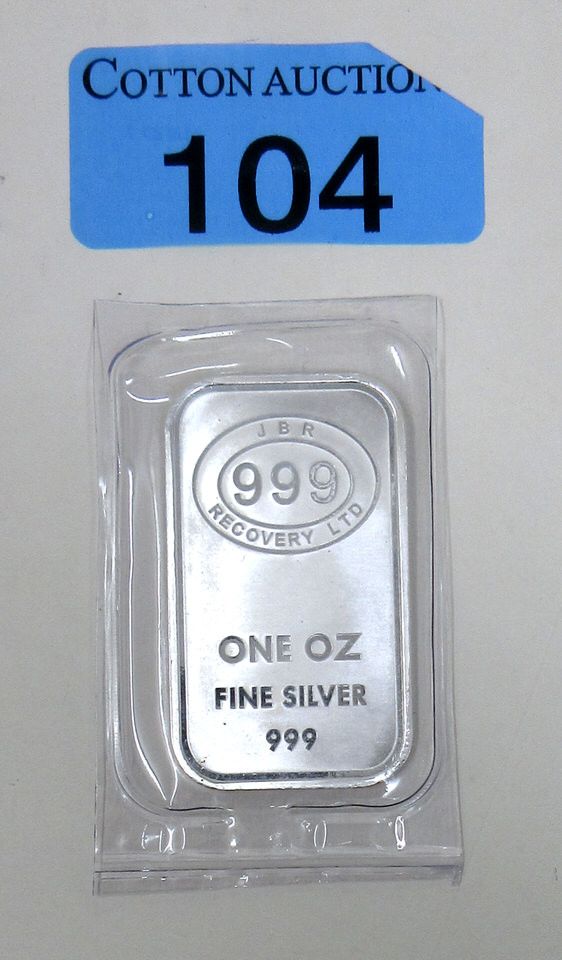 COTTON AUCTION
104
JBR
999
RECOVERY LTD
ONE OZ
FINE SILVER
999